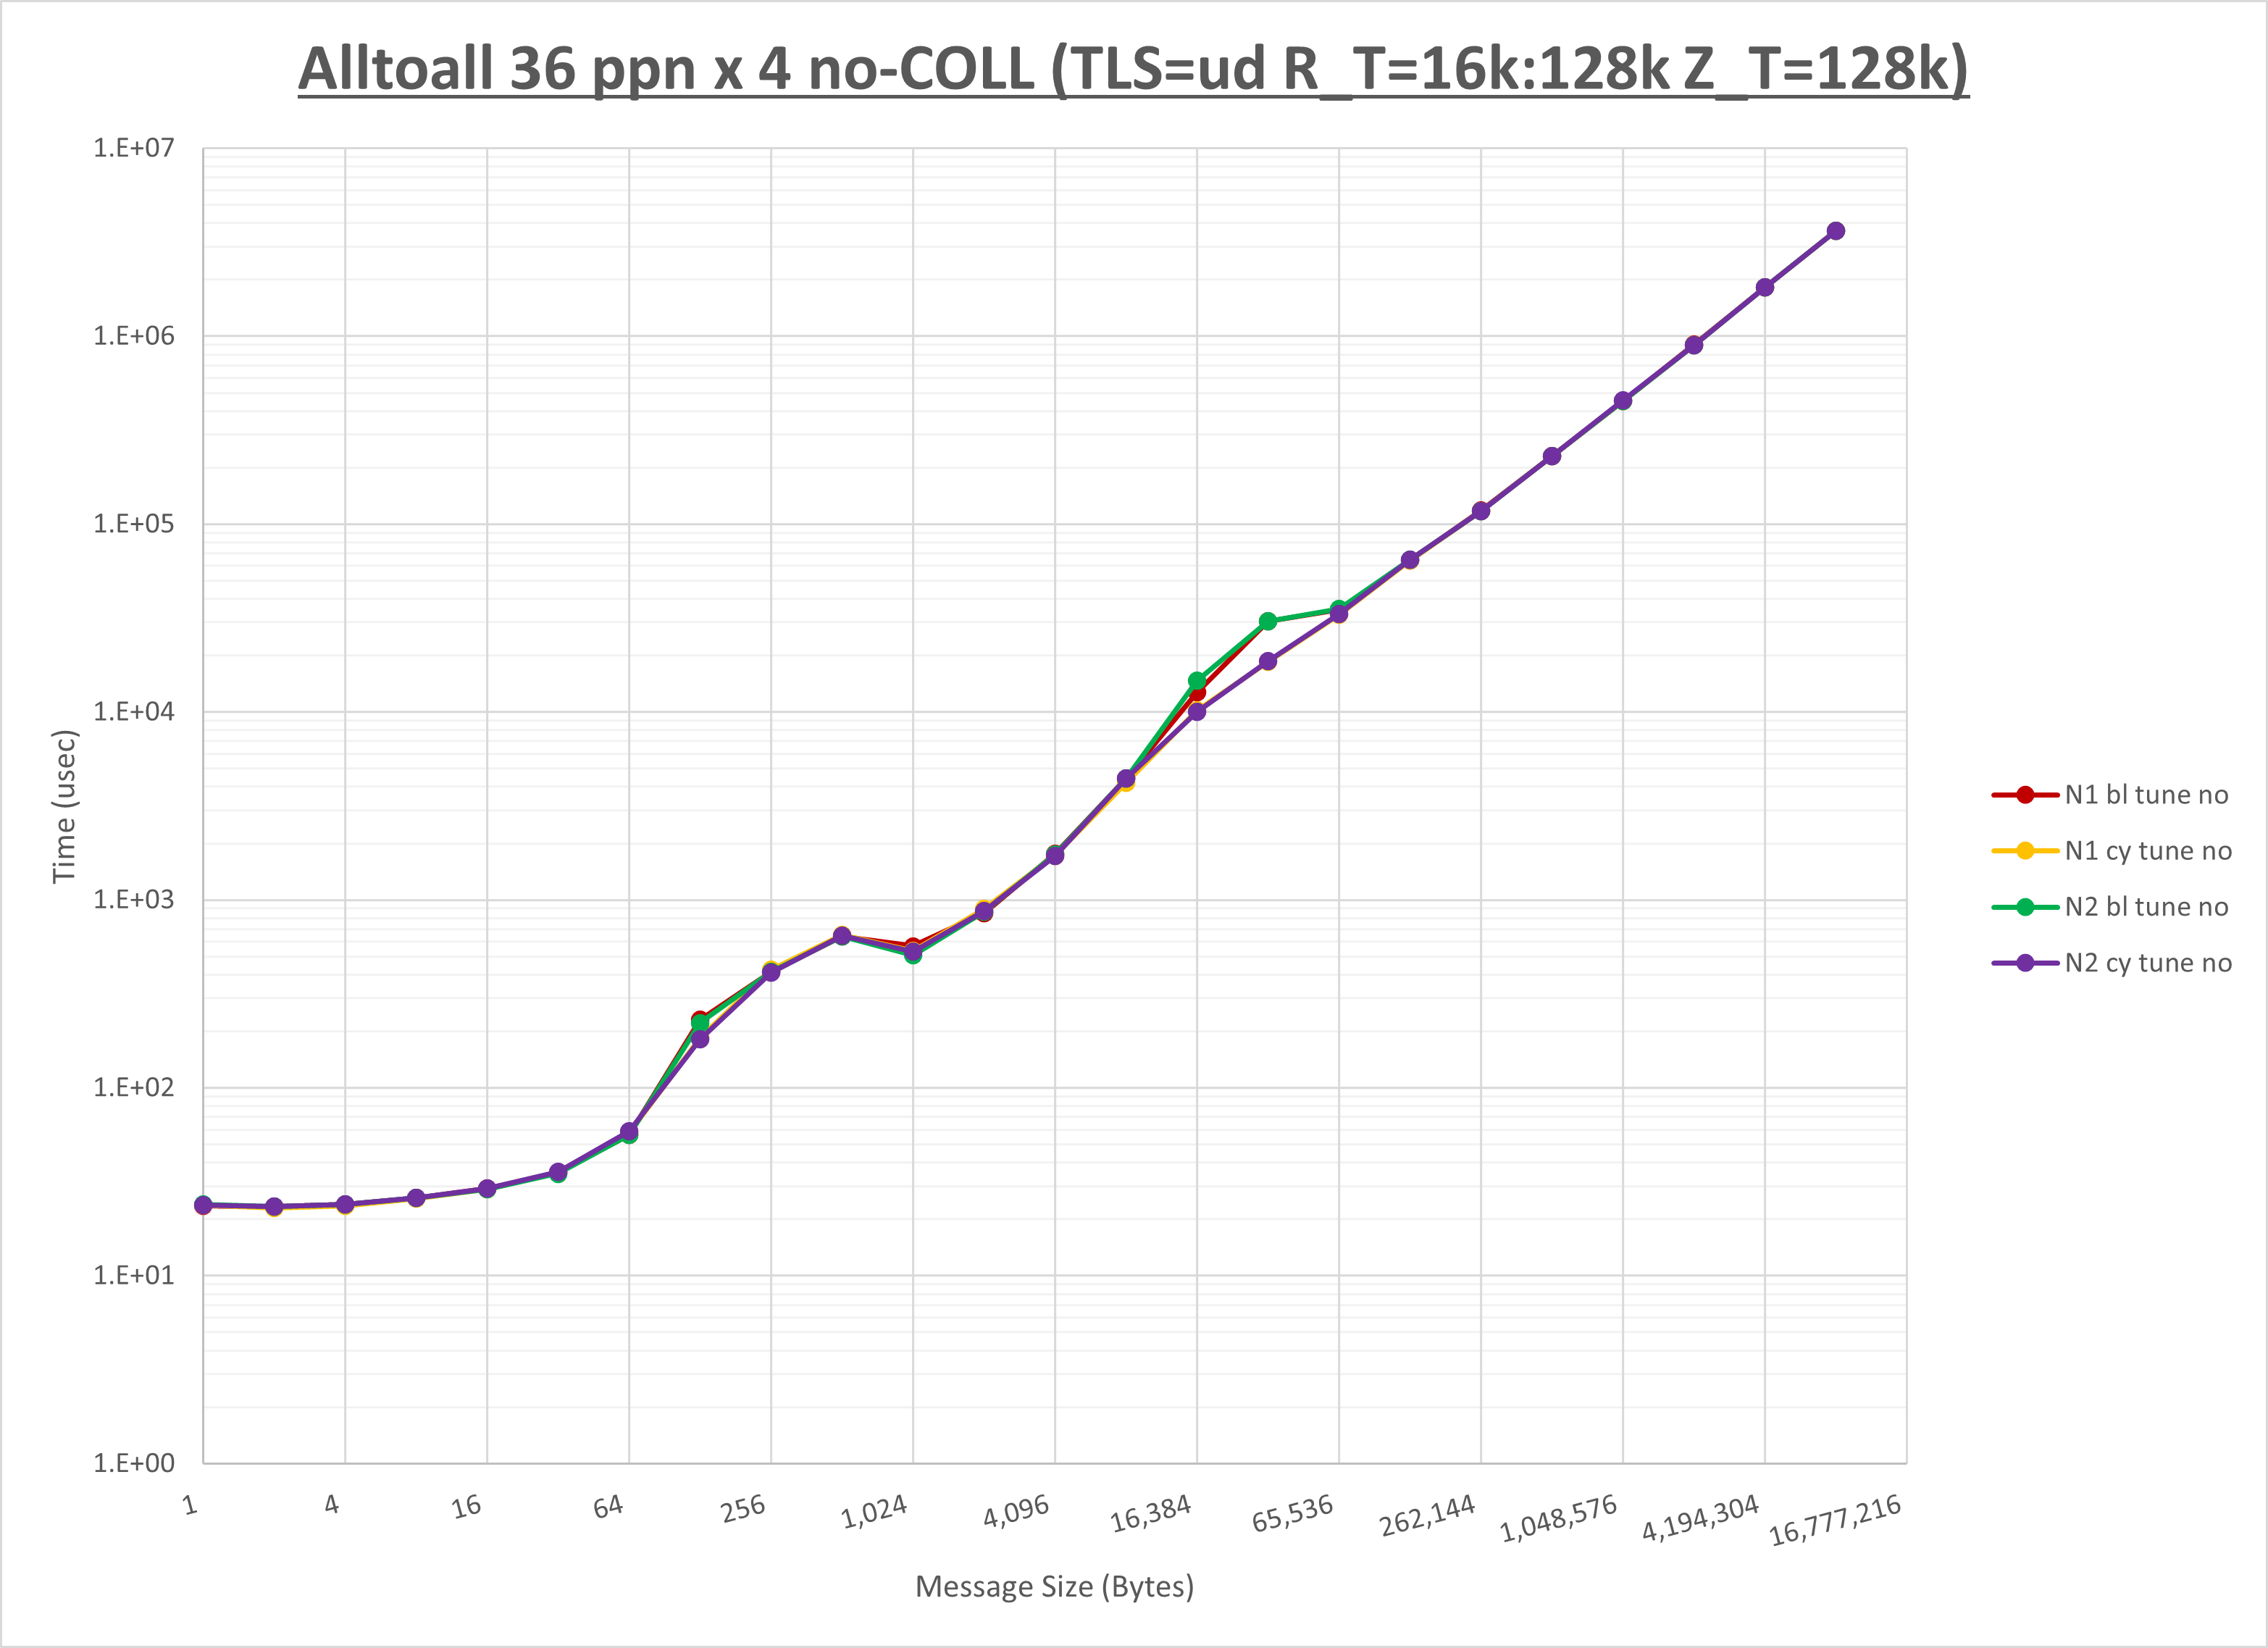 Alltoall 36 ppn x 4 no-COLL (TLS=ud R_T=16k:128k Z_T=128k)
1.E+07
1.E+06
1.E+05
1.E+04
1.E+03
1.E+02
1.E+01
1.E+00
Time (usec)
1
4
16
64
256
1,024
4,096
16,384
65,536
262,144
1,048,576
4,194,304
16,777,216
Message Size (Bytes)
N1 bl tune no
N1 cy tune no
N2 bl tune no
N2 cy tune no